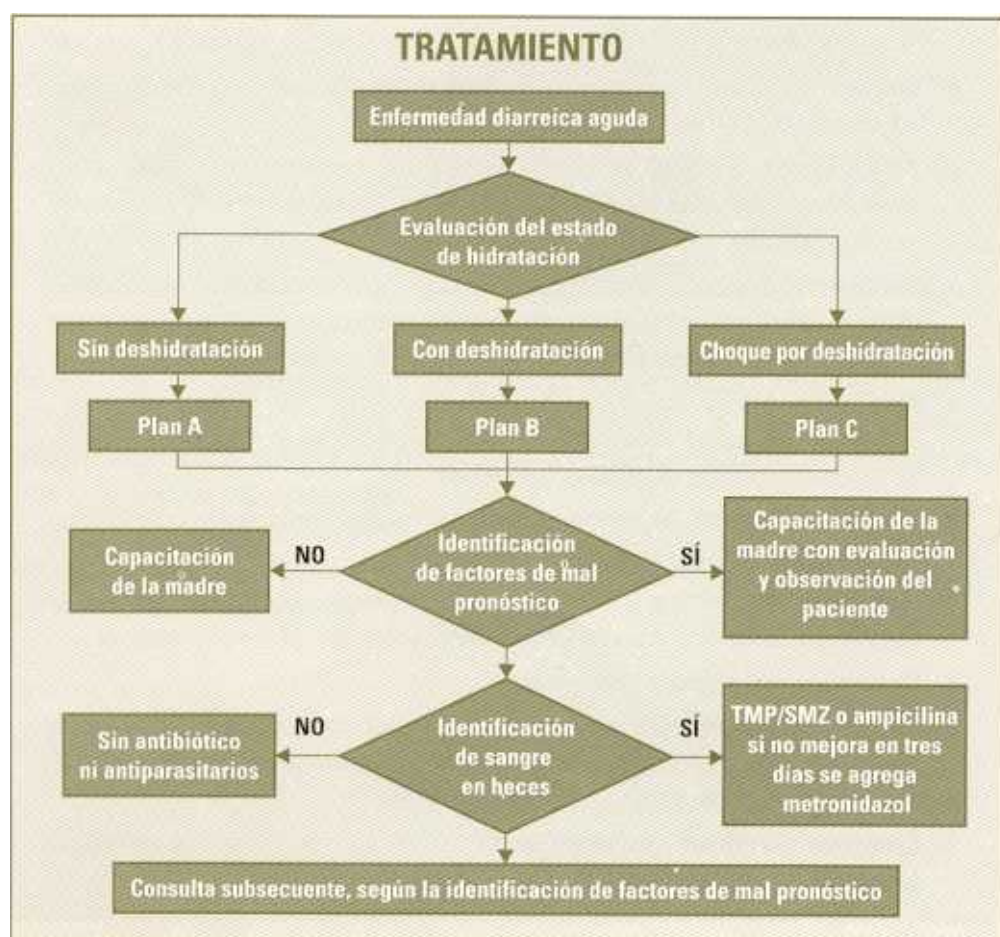 TRATAMIENTO
Enfermedad diarreica aguda
Evaluación del estado
de hidratación
Sin deshidratación
Con deshidratación
Choque por deshidratación
Plan A
Plan B
Plan C
Identificación
de factores de mal
pronóstico
NO
Capacitación
de la madre
SÍ
Capacitación de la
madre con evaluación
y observación del
paciente
Identificación
de sangre
en heces
NO
Sin antibiótico
ni antiparasitarios
SÍ
TMP/SMZ o ampicilina
si no mejora en tres
días se agrega
metronidazol
Consulta subsecuente, según la identificación de factores de mal pronóstico